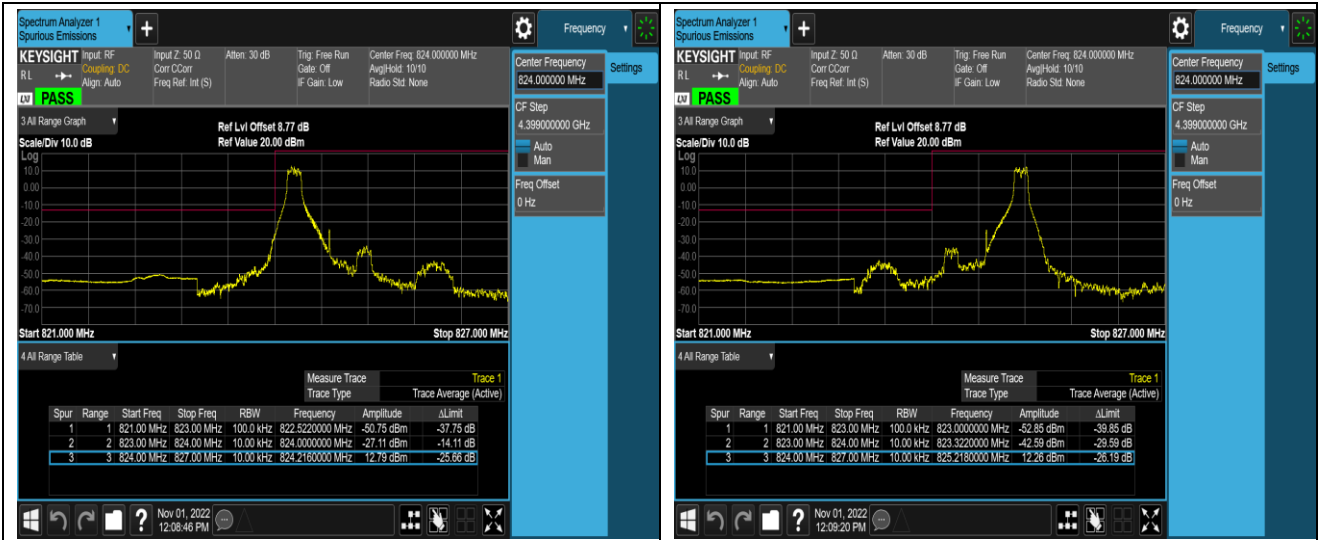 Spectrum Analyzer 1
Spurious Emissions
Frequency
KEYSIGHT Input: RF Input Z: 50 Ω Atten: 30 dB Trig: Free Run Center Freq: 824.000000 MHz
Coupling: DC Corr CCorr Gate: Off Avg|Hold: 10/10
R L Align: Auto Freq Ref: Int (S) IF Gain: Low Radio Std: None
LXI PASS
Center Frequency
824.000000 MHz
Settings
CF Step
4.399000000 GHz
Auto
Man
Freq Offset
0 Hz
3 All Range Graph
Ref Lvl Offset 8.77 dB
Scale/Div 10.0 dB Ref Value 20.00 dBm
Log
10.0
0.00
-10.0
-20.0
-30.0
-40.0
-50.0
-60.0
-70.0
Start 821.000 MHz Stop 827.000 MHz
4 All Range Table
Measure Trace Trace 1
Trace Type Trace Average (Active)
Spur Range Start Freq Stop Freq RBW Frequency Amplitude ΔLimit
1 1 821.00 MHz 823.00 MHz 100.0 kHz 822.5220000 MHz -50.75 dBm -37.75 dB
2 2 823.00 MHz 824.00 MHz 10.00 kHz 824.0000000 MHz -27.11 dBm -14.11 dB
3 3 824.00 MHz 827.00 MHz 10.00 kHz 824.2160000 MHz 12.79 dBm -25.66 dB
Nov 01, 2022
12:08:46 PM
Spectrum Analyzer 1
Spurious Emissions
Frequency
KEYSIGHT Input: RF Input Z: 50 Ω Atten: 30 dB Trig: Free Run Center Freq: 824.000000 MHz
Coupling: DC Corr CCorr Gate: Off Avg|Hold: 10/10
R L Align: Auto Freq Ref: Int (S) IF Gain: Low Radio Std: None
LXI PASS
Center Frequency
824.000000 MHz
Settings
CF Step
4.399000000 GHz
Auto
Man
Freq Offset
0 Hz
3 All Range Graph
Ref Lvl Offset 8.77 dB
Scale/Div 10.0 dB Ref Value 20.00 dBm
Log
10.0
0.00
-10.0
-20.0
-30.0
-40.0
-50.0
-60.0
-70.0
Start 821.000 MHz Stop 827.000 MHz
4 All Range Table
Measure Trace Trace 1
Trace Type Trace Average (Active)
Spur Range Start Freq Stop Freq RBW Frequency Amplitude ΔLimit
1 1 821.00 MHz 823.00 MHz 100.0 kHz 823.0000000 MHz -52.85 dBm -39.85 dB
2 2 823.00 MHz 824.00 MHz 10.00 kHz 823.3220000 MHz -42.59 dBm -29.59 dB
3 3 824.00 MHz 827.00 MHz 10.00 kHz 825.2180000 MHz 12.26 dBm -26.19 dB
Nov 01, 2022
12:09:20 PM